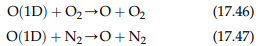 O(1D) + O₂→O + O₂ (17.46)
O(1D) + N₂→O + N₂ (17.47)